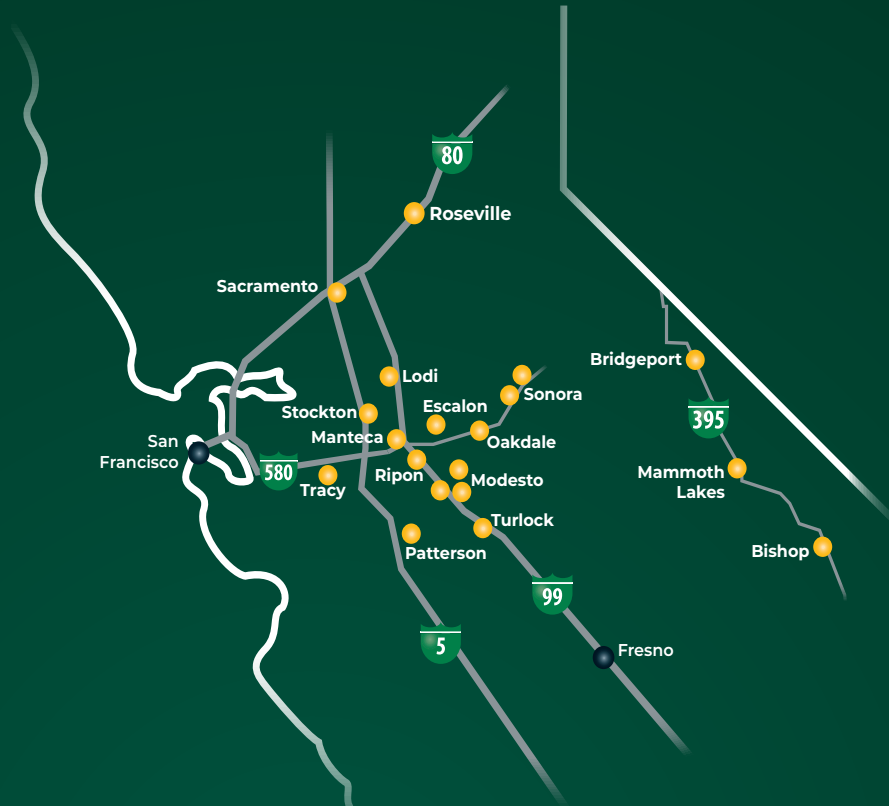 80
Roseville
Sacramento
Bridgeport
Lodi
Sonora
Escalon
Stockton
395
Manteca
Oakdale
San
Francisco
580
Ripon
Modesto
Mammoth
Lakes
Tracy
Turlock
Patterson
Bishop
99
5
Fresno